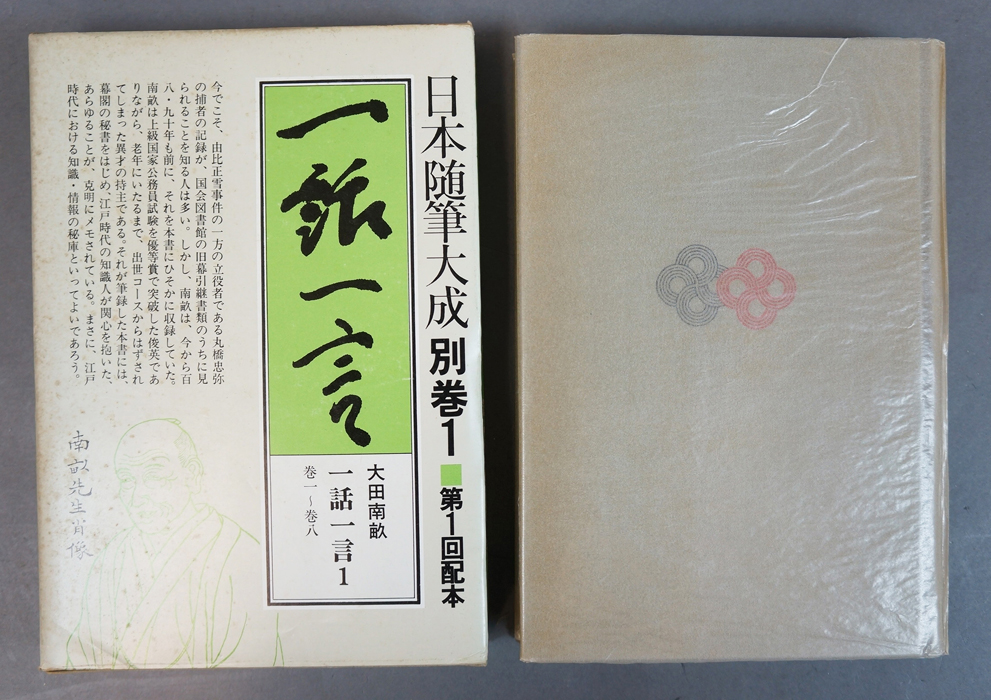 日本随筆大成 別巻1 ■ 第1回配本
一話一言
大田南畝
一話一言1
巻一～巻八
今でこそ、由比正雪事件の一方の立役者である丸橋忠弥
の捕者の記録が、国会図書館の旧幕引継書類のうちに見
られることを知る人は多い。しかし、南畝は、今から百
八・九十年も前に、それを本書にひそかに収録していた。
南畝は上級国家公務員試験を優等賞で突破した俊英であ
りながら、老年にいたるまで、出世コースからはずされ
てしまった異才の持主である。それが筆録した本書には、
幕閣の秘書をはじめ、江戸時代の知識人が関心を抱いた、
あらゆることが、克明にメモされている。まさに、江戸
時代における知識・情報の秘庫といってよいであろう。
南畝先生肖像